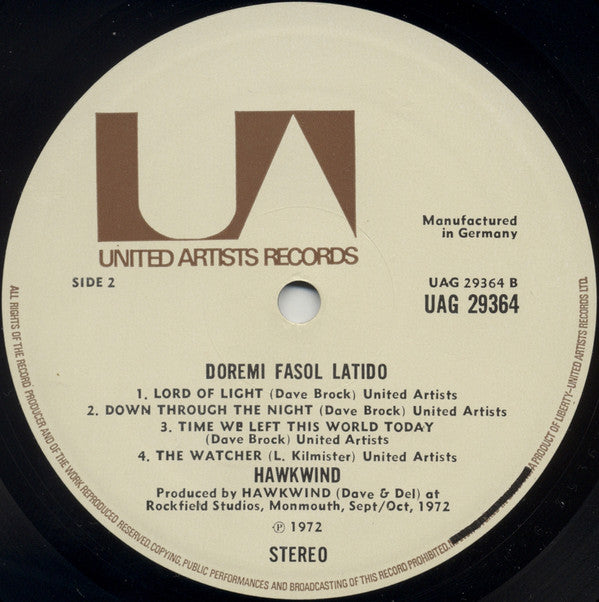 UA
UNITED ARTISTS RECORDS
Manufactured
in Germany
SIDE 2
UAG 29364 B
UAG 29364
DOREMI FASOL LATIDO
1. LORD OF LIGHT (Dave Brock) United Artists
2. DOWN THROUGH THE NIGHT (Dave Brock) United Artists
3. TIME WE LEFT THIS WORLD TODAY
(Dave Brock) United Artists
4. THE WATCHER (L. Kilmister) United Artists
HAWKWIND
Produced by HAWKWIND (Dave & Del) at
Rockfield Studios, Monmouth, Sept/Oct, 1972
℗ 1972
STEREO
ALL RIGHTS OF THE RECORD PRODUCER AND OF THE WORK REPRODUCED RESERVED. COPYING, PUBLIC PERFORMANCES AND BROADCASTING OF THIS RECORD PROHIBITED.
A PRODUCT OF LIBERTY–UNITED ARTISTS RECORDS LTD.